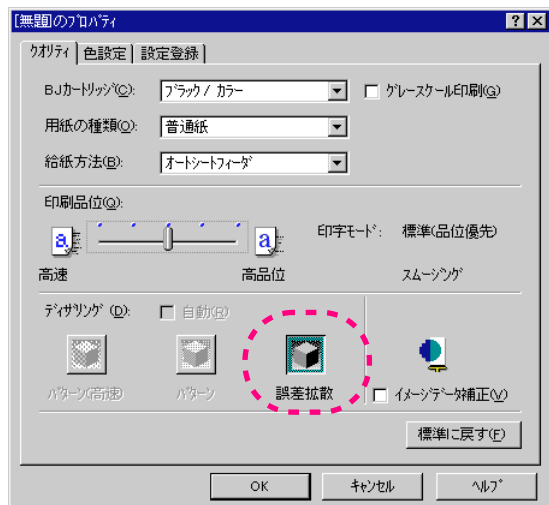 [無題]のプロパティ
クオリティ 色設定 設定登録
BJカートリッジ(C): ブラック / カラー グレースケール印刷(G)
用紙の種類(O): 普通紙
給紙方法(B): オートシートフィーダ
印刷品位(Q):
a a 印字モード: 標準(品位優先)
高速 高品位 スムージング
ディザリング (D): 自動(R)
パターン(高速) パターン 誤差拡散 イメージデータ補正(V)
標準に戻す(F)
OK キャンセル ヘルプ